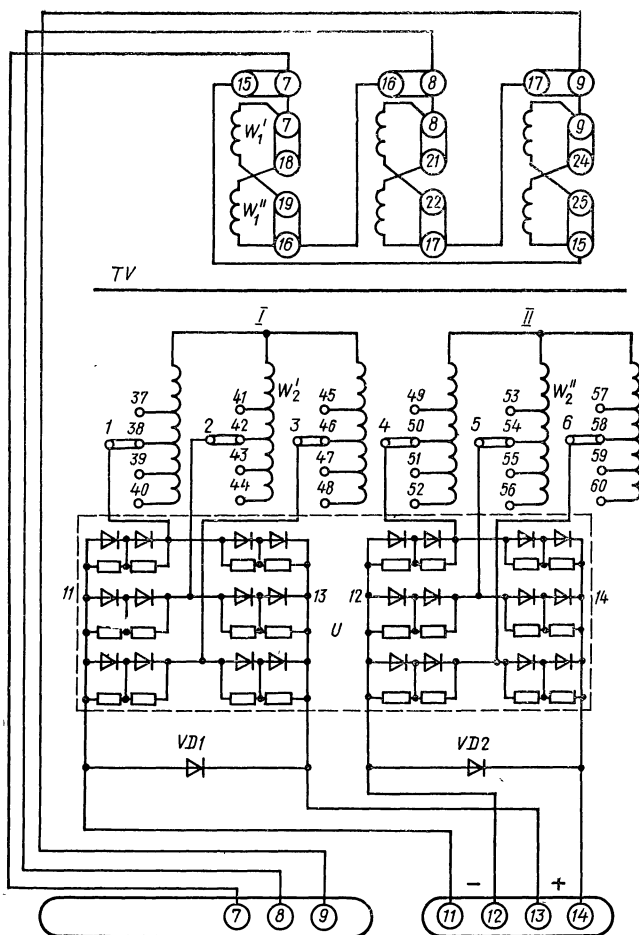 15 7 16 8 17 9
W₁' 7 8 9
18 21 24
W₁'' 19 22 25
16 17 15
TV
I II
37 41 W₂' 45 49 53 W₂'' 57
1 38 2 42 3 46 4 50 5 54 6 58
39 43 47 51 55 59
40 44 48 52 56 60
11 13 12 14
U
VD1 VD2
- +
7 8 9 11 12 13 14